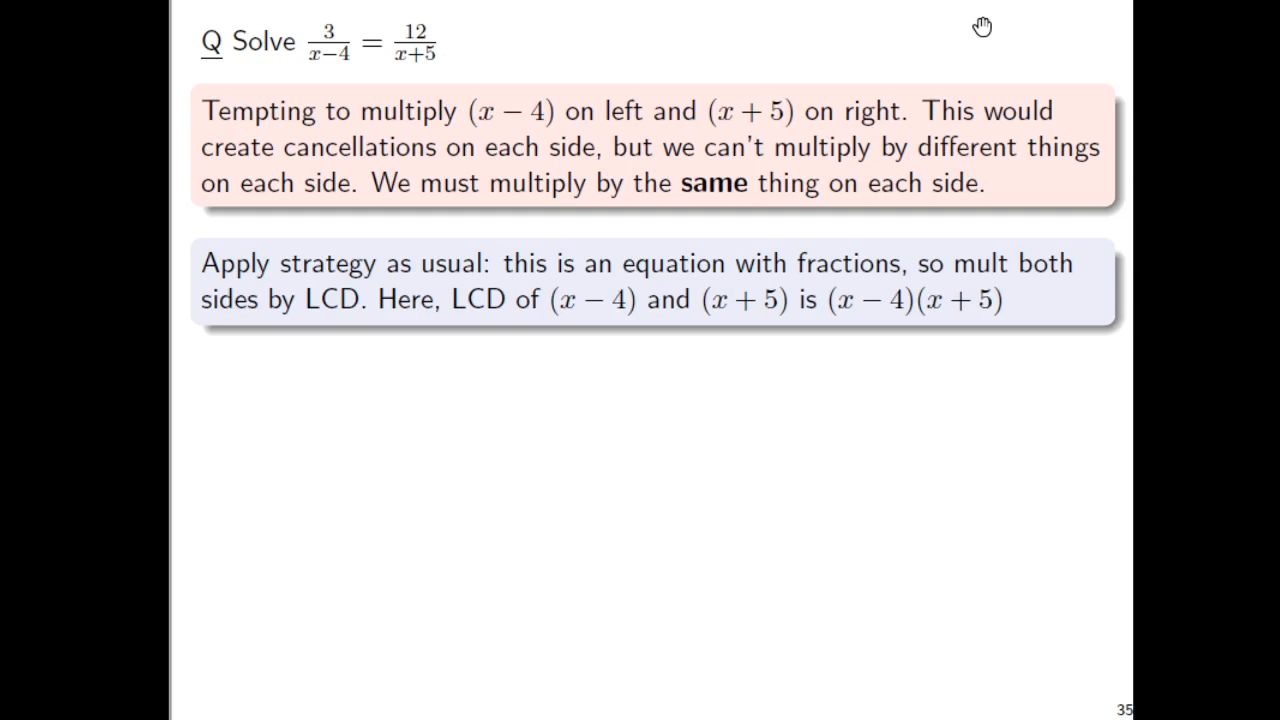 Q Solve \frac{3}{x-4} = \frac{12}{x+5}
Tempting to multiply (x − 4) on left and (x + 5) on right. This would
create cancellations on each side, but we can't multiply by different things
on each side. We must multiply by the same thing on each side.
Apply strategy as usual: this is an equation with fractions, so mult both
sides by LCD. Here, LCD of (x − 4) and (x + 5) is (x − 4)(x + 5)
35